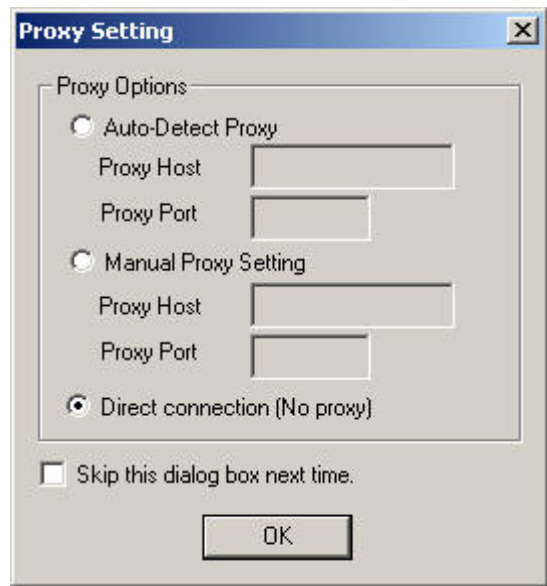 Proxy Setting
Proxy Options
Auto-Detect Proxy
Proxy Host
Proxy Port
Manual Proxy Setting
Proxy Host
Proxy Port
Direct connection (No proxy)
Skip this dialog box next time.
OK